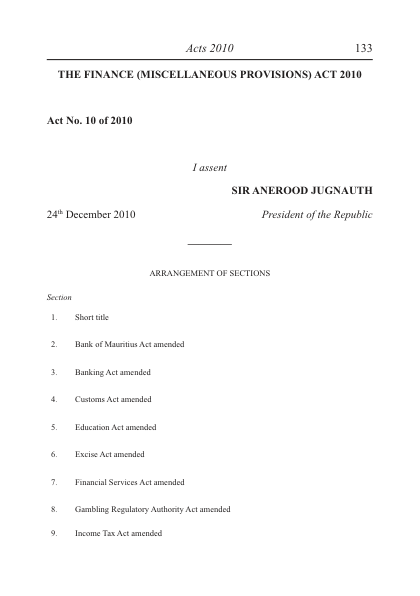 Acts 2010 133
THE FINANCE (MISCELLANEOUS PROVISIONS) ACT 2010
Act No. 10 of 2010
I assent
SIR ANEROOD JUGNAUTH
24th December 2010 President of the Republic
ARRANGEMENT OF SECTIONS
Section
1. Short title
2. Bank of Mauritius Act amended
3. Banking Act amended
4. Customs Act amended
5. Education Act amended
6. Excise Act amended
7. Financial Services Act amended
8. Gambling Regulatory Authority Act amended
9. Income Tax Act amended